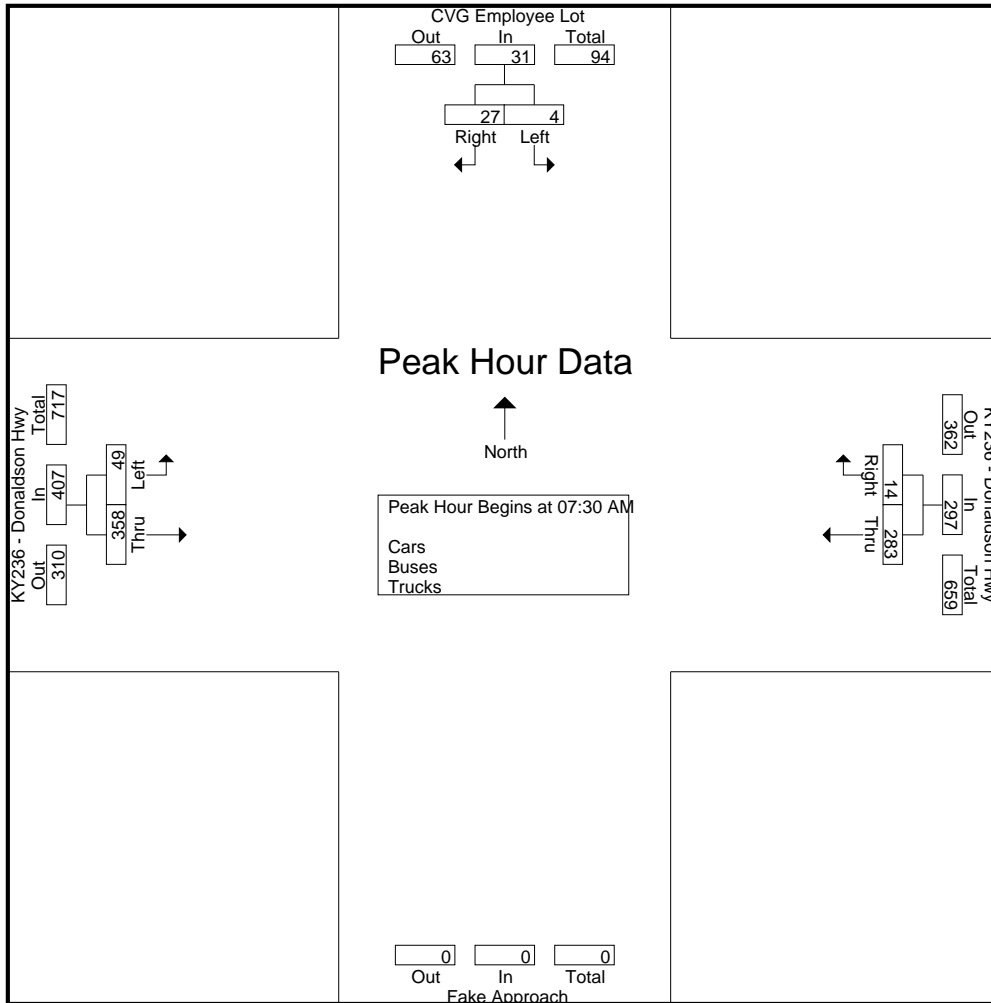 CVG Employee Lot
Out In Total
63 31 94
27 4
Right Left
Peak Hour Data
North
Peak Hour Begins at 07:30 AM
Cars
Buses
Trucks
KY236 - Donaldson Hwy
Out In Total
310 407 717
49 358
Left Thru
KY236 - Donaldson Hwy
Out In Total
362 297 659
14 283
Right Thru
0 0 0
Out In Total
Fake Approach